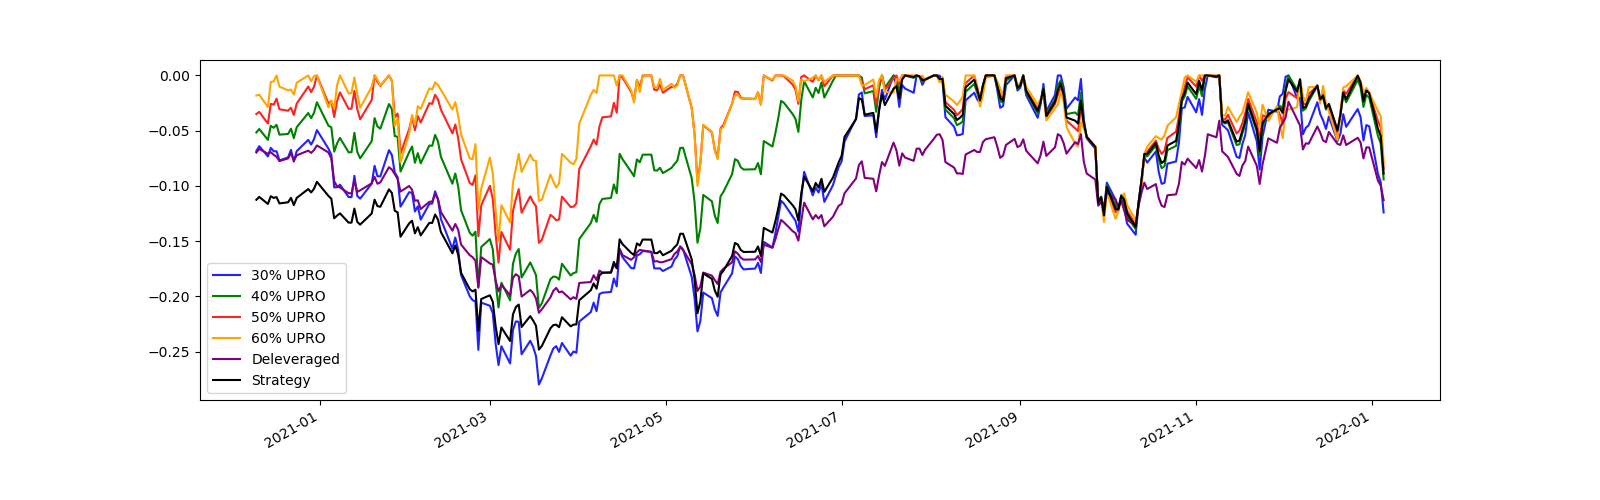 0.00
−0.05
−0.10
−0.15
−0.20
−0.25
30% UPRO
40% UPRO
50% UPRO
60% UPRO
Deleveraged
Strategy
2021-01
2021-03
2021-05
2021-07
2021-09
2021-11
2022-01